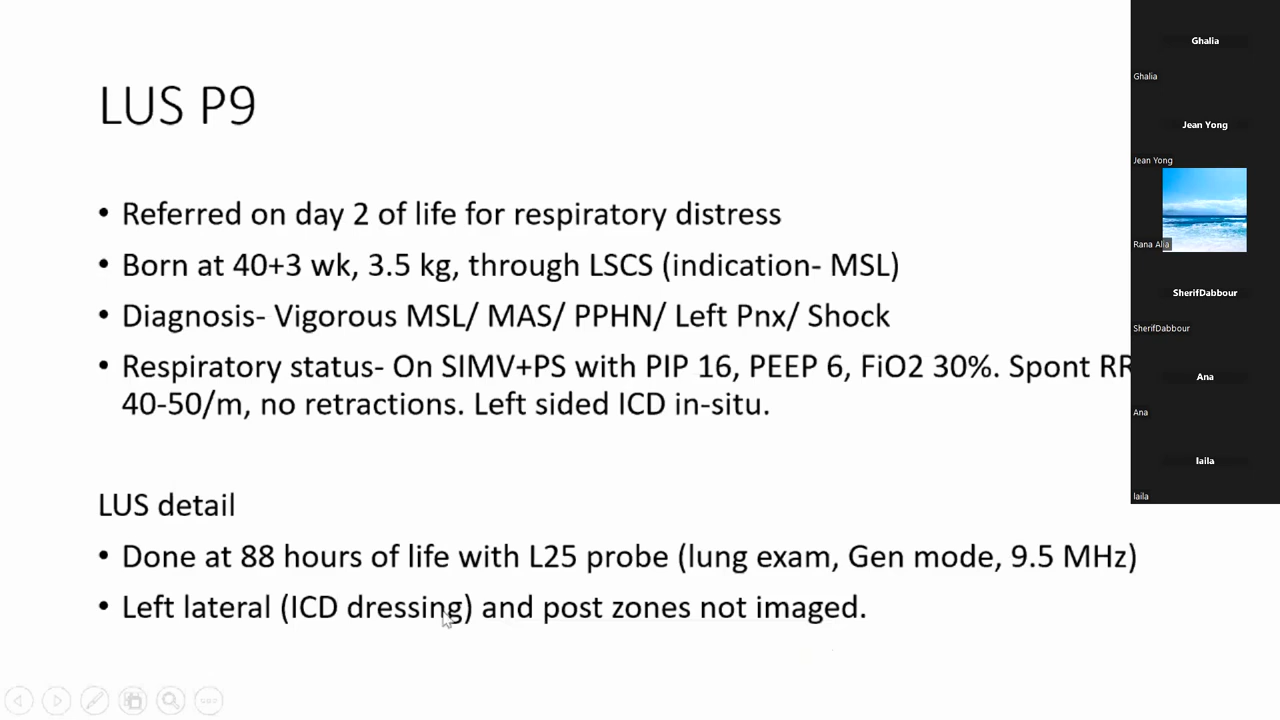 LUS P9
• Referred on day 2 of life for respiratory distress
• Born at 40+3 wk, 3.5 kg, through LSCS (indication- MSL)
• Diagnosis- Vigorous MSL/ MAS/ PPHN/ Left Pnx/ Shock
• Respiratory status- On SIMV+PS with PIP 16, PEEP 6, FiO2 30%. Spont RR
40-50/m, no retractions. Left sided ICD in-situ.
LUS detail
• Done at 88 hours of life with L25 probe (lung exam, Gen mode, 9.5 MHz)
• Left lateral (ICD dressing) and post zones not imaged.
Ghalia
Ghalia
Jean Yong
Jean Yong
Rana Alia
SherifDabbour
SherifDabbour
Ana
Ana
laila
laila